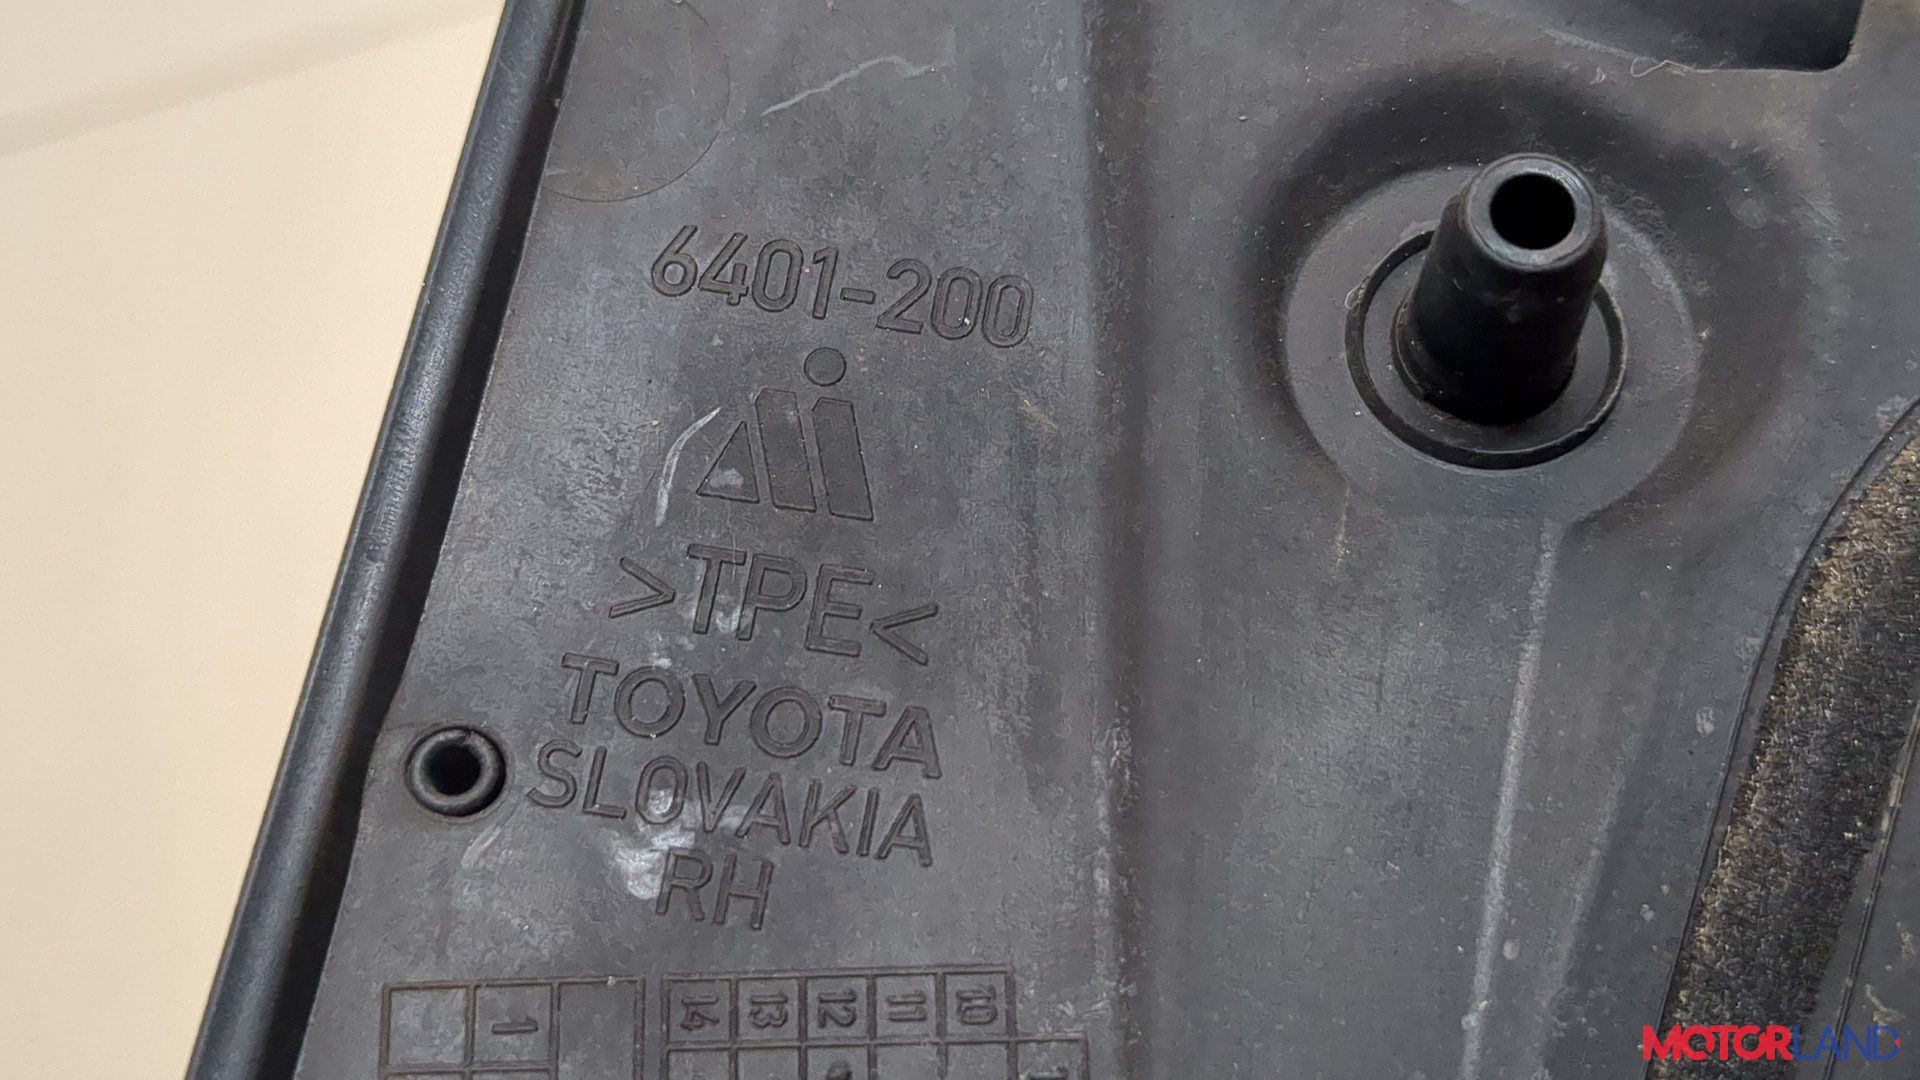 6401-200
>TPE<
TOYOTA
SLOVAKIA
RH
1 14 13 12 11 10
MOTORLAND